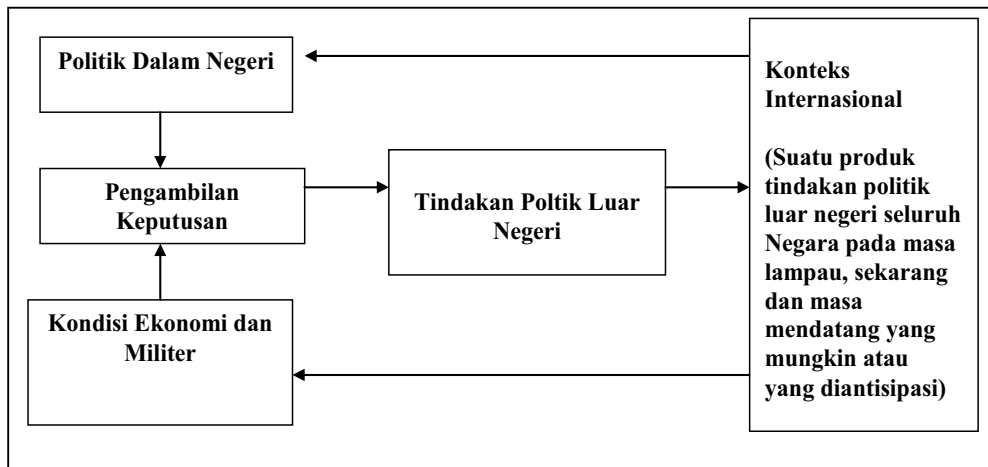 Politik Dalam Negeri
Pengambilan
Keputusan
Kondisi Ekonomi dan
Militer
Tindakan Poltik Luar
Negeri
Konteks
Internasional
(Suatu produk
tindakan politik
luar negeri seluruh
Negara pada masa
lampau, sekarang
dan masa
mendatang yang
mungkin atau
yang diantisipasi)